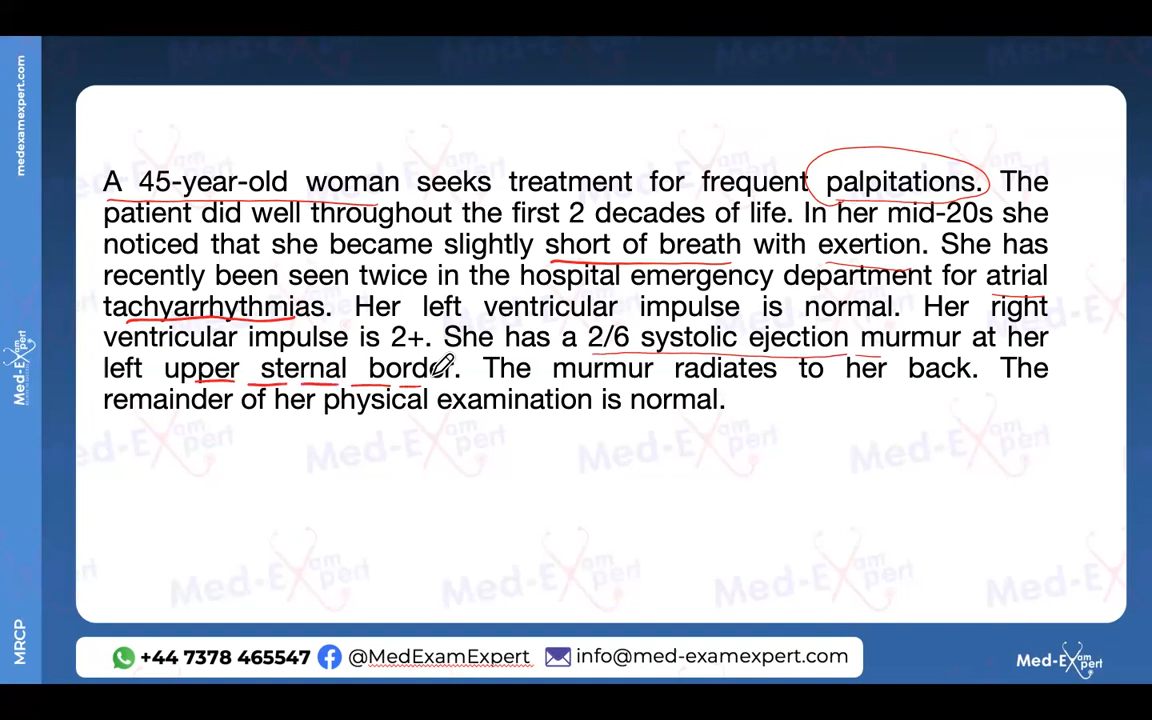 medexamexpert.com
Med-Exam Expert
MRCP
A 45-year-old woman seeks treatment for frequent palpitations. The
patient did well throughout the first 2 decades of life. In her mid-20s she
noticed that she became slightly short of breath with exertion. She has
recently been seen twice in the hospital emergency department for atrial
tachyarrhythmias. Her left ventricular impulse is normal. Her right
ventricular impulse is 2+. She has a 2/6 systolic ejection murmur at her
left upper sternal border. The murmur radiates to her back. The
remainder of her physical examination is normal.
+44 7378 465547 @MedExamExpert info@med-examexpert.com
Med-Exam Expert